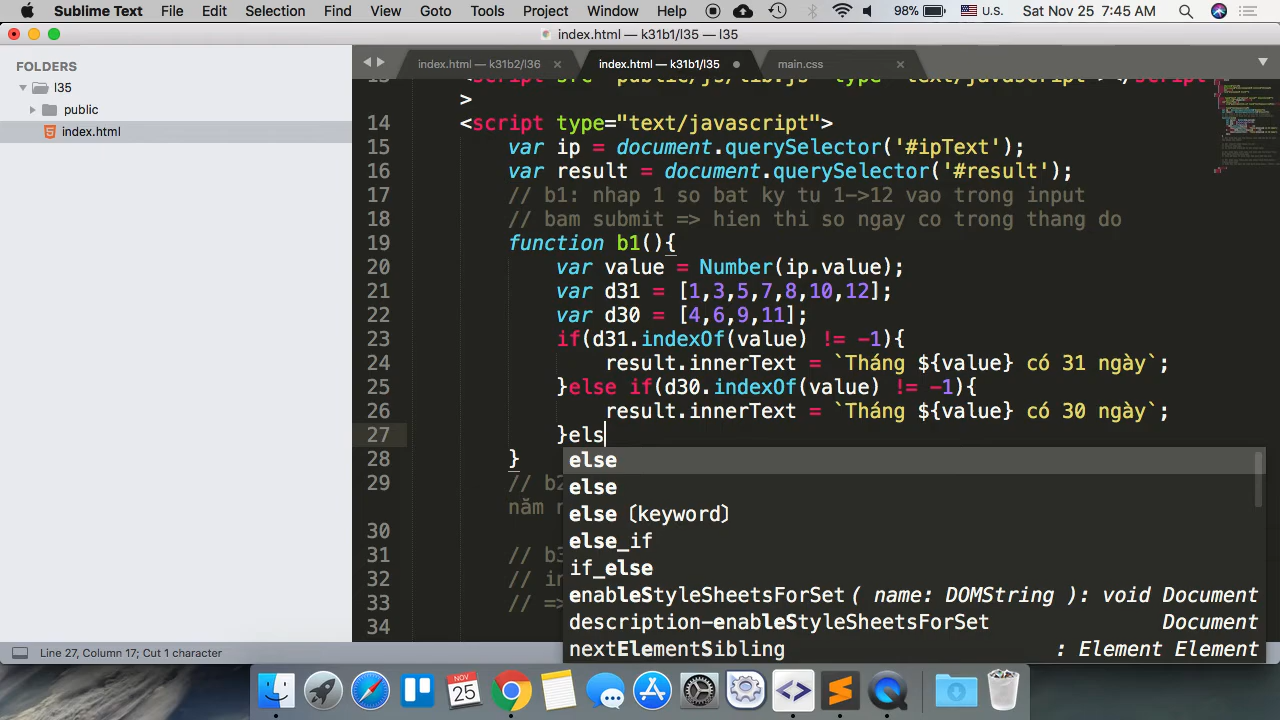 Sublime Text File Edit Selection Find View Goto Tools Project Window Help 98% U.S. Sat Nov 25 7:45 AM
index.html — k31b1/l35 — l35
FOLDERS
l35
public
index.html
index.html — k31b2/l36 × index.html — k31b1/l35 main.css ×
>
14 <script type="text/javascript">
15 var ip = document.querySelector('#ipText');
16 var result = document.querySelector('#result');
17 // b1: nhap 1 so bat ky tu 1->12 vao trong input
18 // bam submit => hien thi so ngay co trong thang do
19 function b1(){
20 var value = Number(ip.value);
21 var d31 = [1,3,5,7,8,10,12];
22 var d30 = [4,6,9,11];
23 if(d31.indexOf(value) != -1){
24 result.innerText = `Tháng ${value} có 31 ngày`;
25 }else if(d30.indexOf(value) != -1){
26 result.innerText = `Tháng ${value} có 30 ngày`;
27 }els
28 }
29 // b2
năm
30
31 // b3
32 // in
33 // =>
34
else
else
else (keyword)
else_if
if_else
enableStyleSheetsForSet( name: DOMString ): void Document
description-enableStyleSheetsForSet Document
nextElementSibling : Element Element
Line 27, Column 17; Cut 1 character
NOV
25